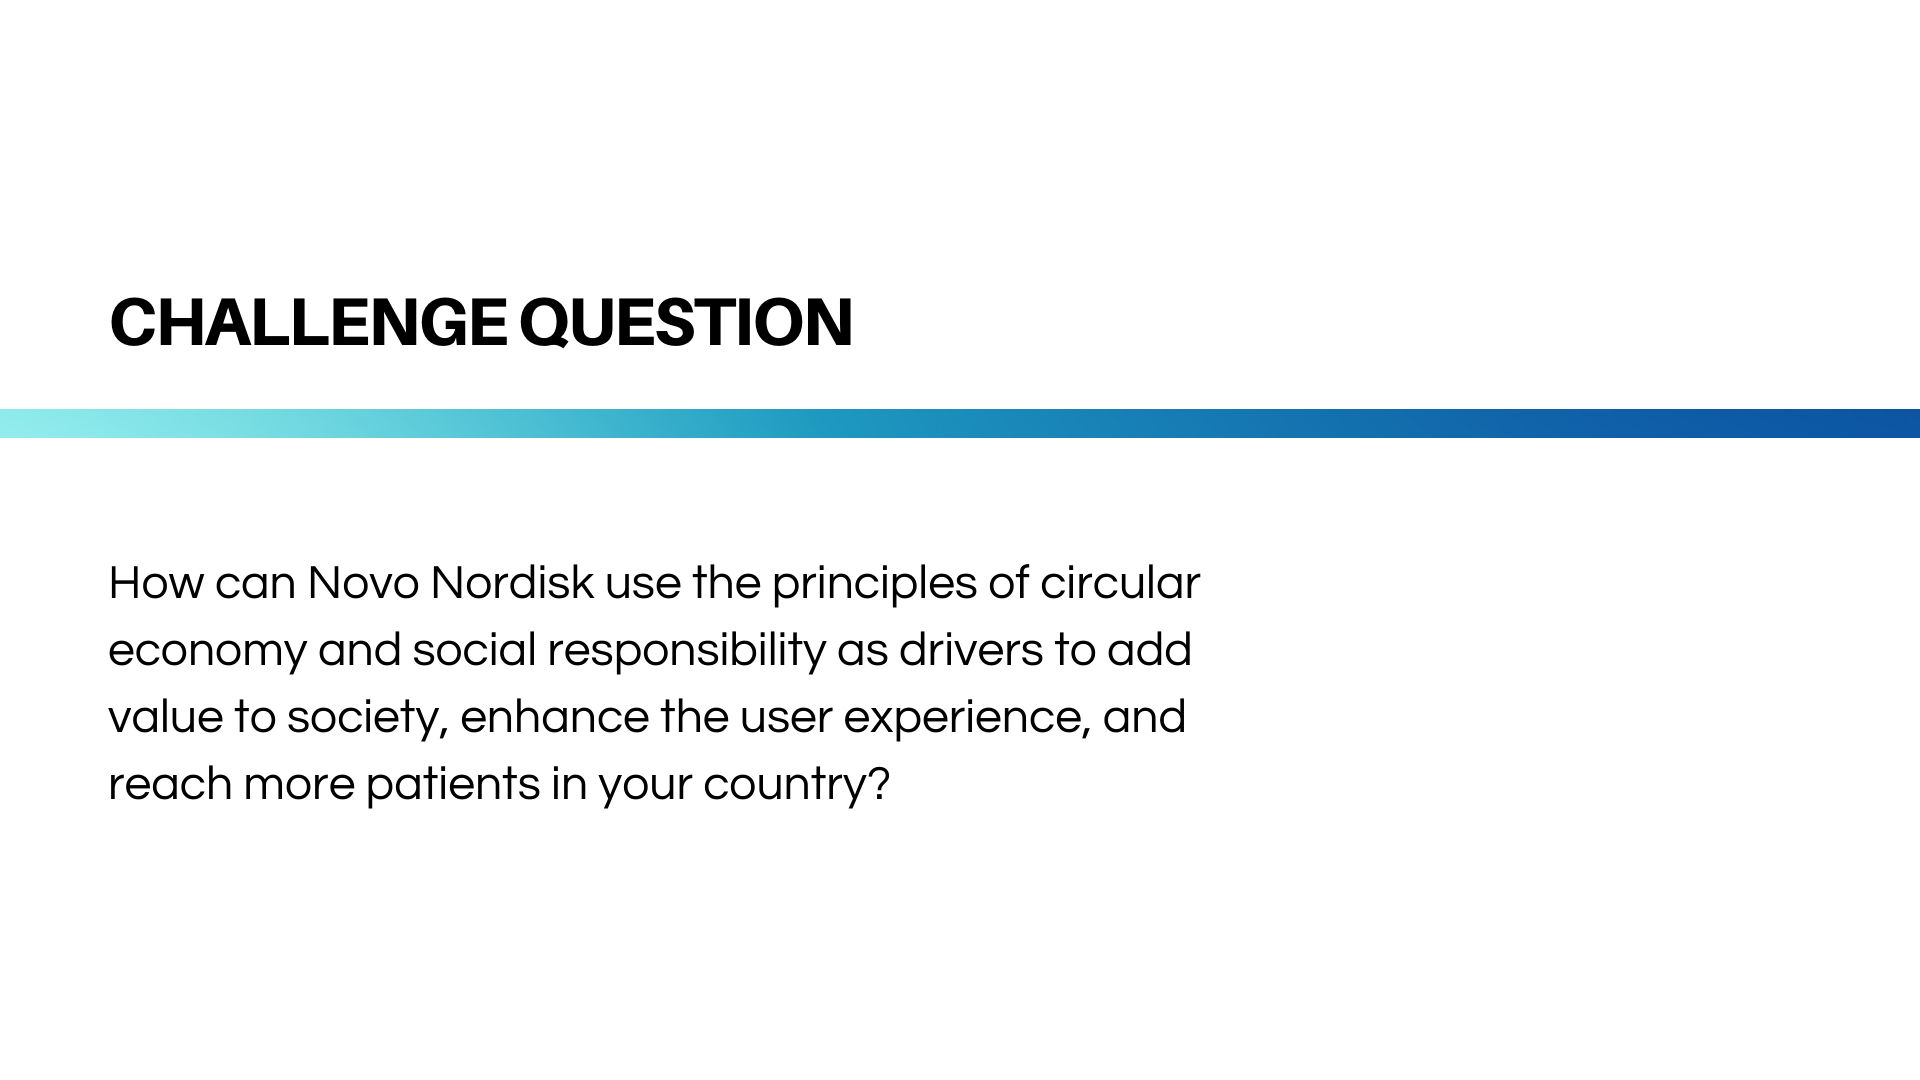 CHALLENGE QUESTION
How can Novo Nordisk use the principles of circular
economy and social responsibility as drivers to add
value to society, enhance the user experience, and
reach more patients in your country?